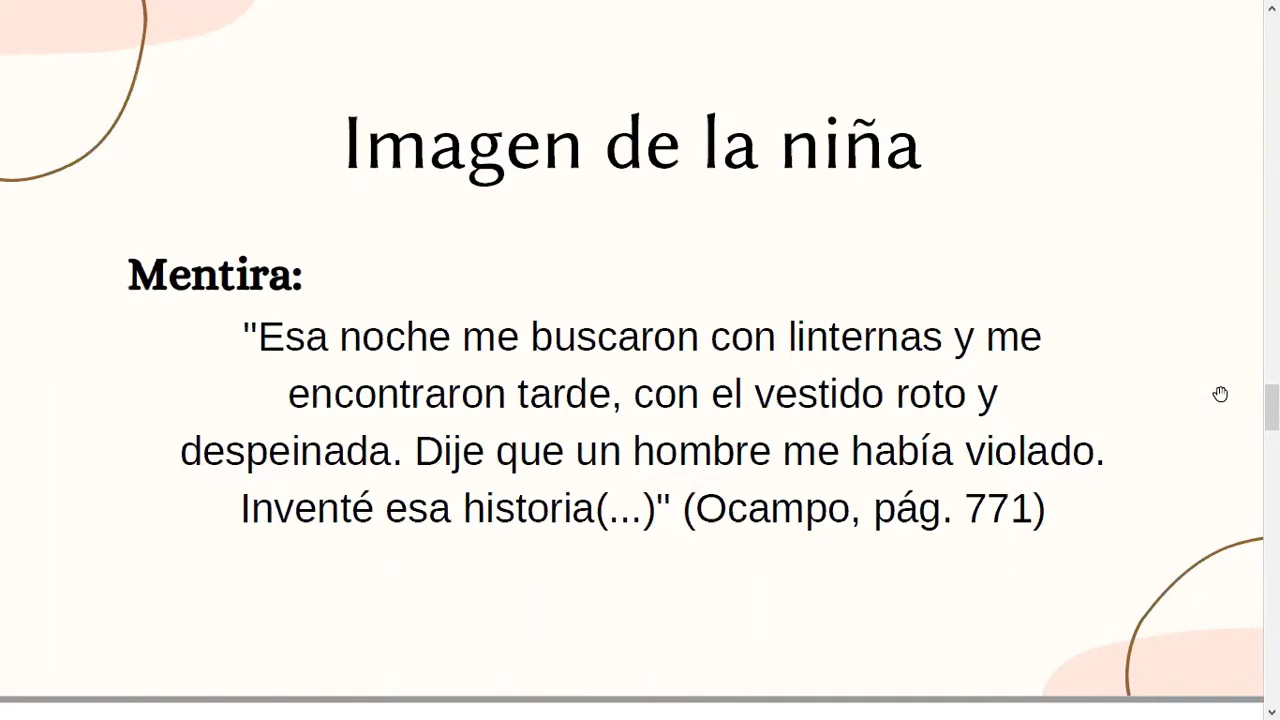 Imagen de la niña
Mentira:
"Esa noche me buscaron con linternas y me
encontraron tarde, con el vestido roto y
despeinada. Dije que un hombre me había violado.
Inventé esa historia(...)" (Ocampo, pág. 771)